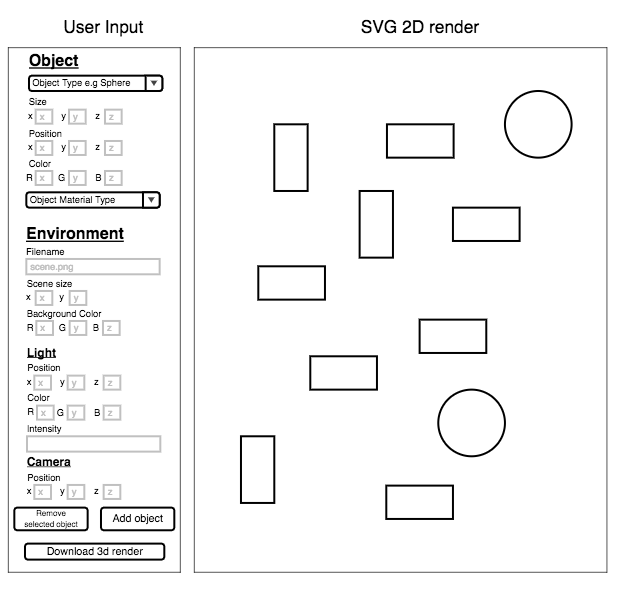 User Input
SVG 2D render
Object
Object Type e.g Sphere
Size
x x y y z z
Position
x x y y z z
Color
R x G y B z
Object Material Type
Environment
Filename
scene.png
Scene size
x x y y
Background Color
R x G y B z
Light
Position
x x y y z z
Color
R x G y B z
Intensity
Camera
Position
x x y y z z
Remove
selected object
Add object
Download 3d render